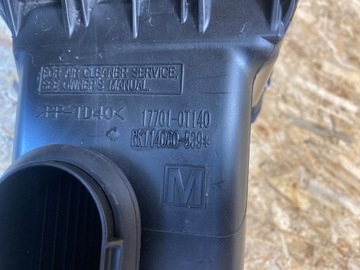 FOR AIR CLEANER SERVICE,
SEE OWNER'S MANUAL.
>PP-TD40<
17701-0T140
M